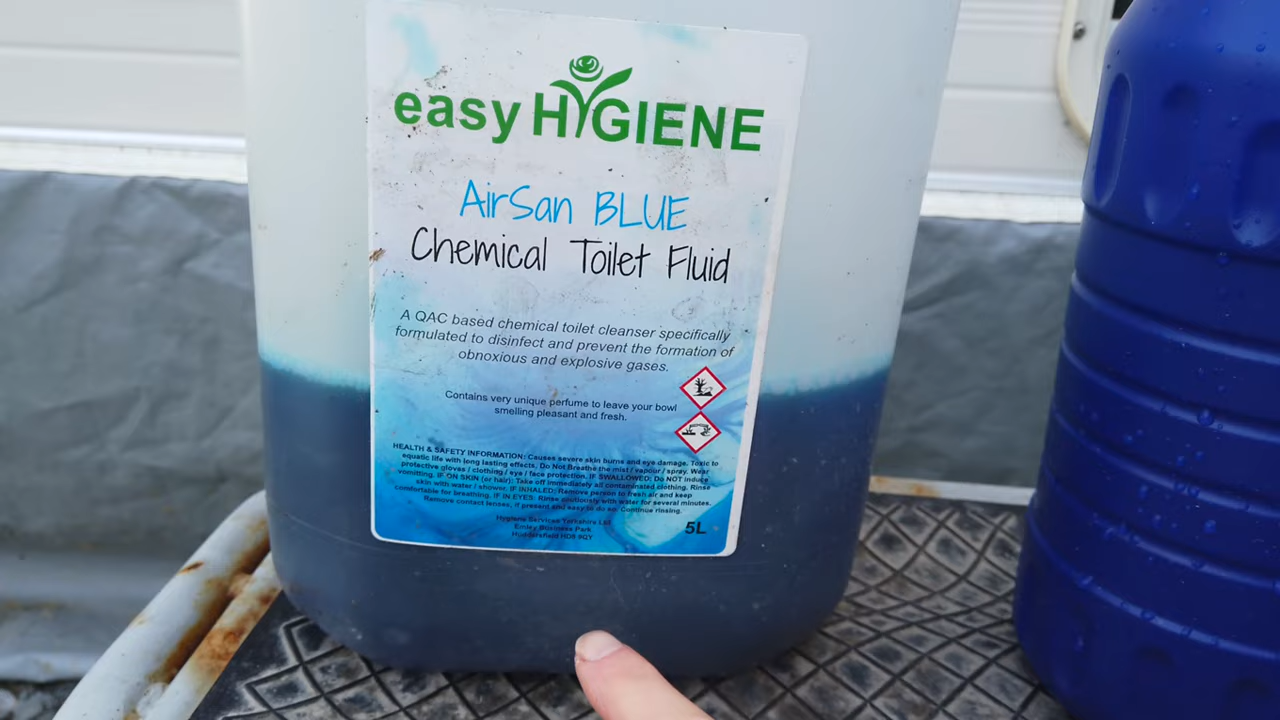 easy HYGIENE
AirSan BLUE
Chemical Toilet Fluid
A QAC based chemical toilet cleanser specifically
formulated to disinfect and prevent the formation of
obnoxious and explosive gases.
Contains very unique perfume to leave your bowl
smelling pleasant and fresh.
HEALTH & SAFETY INFORMATION: Causes severe skin burns and eye damage. Toxic to
aquatic life with long lasting effects. Do Not Breathe the mist / vapour / spray. Wear
protective gloves / clothing / eye / face protection. IF SWALLOWED: Do NOT induce
vomitting. IF ON SKIN (or hair): Take off immediately all contaminated clothing. Rinse
skin with water / shower. IF INHALED: Remove person to fresh air and keep
comfortable for breathing. IF IN EYES: Rinse cautiously with water for several minutes.
Remove contact lenses, if present and easy to do so. Continue rinsing.
Hygiene Services Yorkshire Ltd
Emley Business Park
Huddersfield HD8 9QY
5L